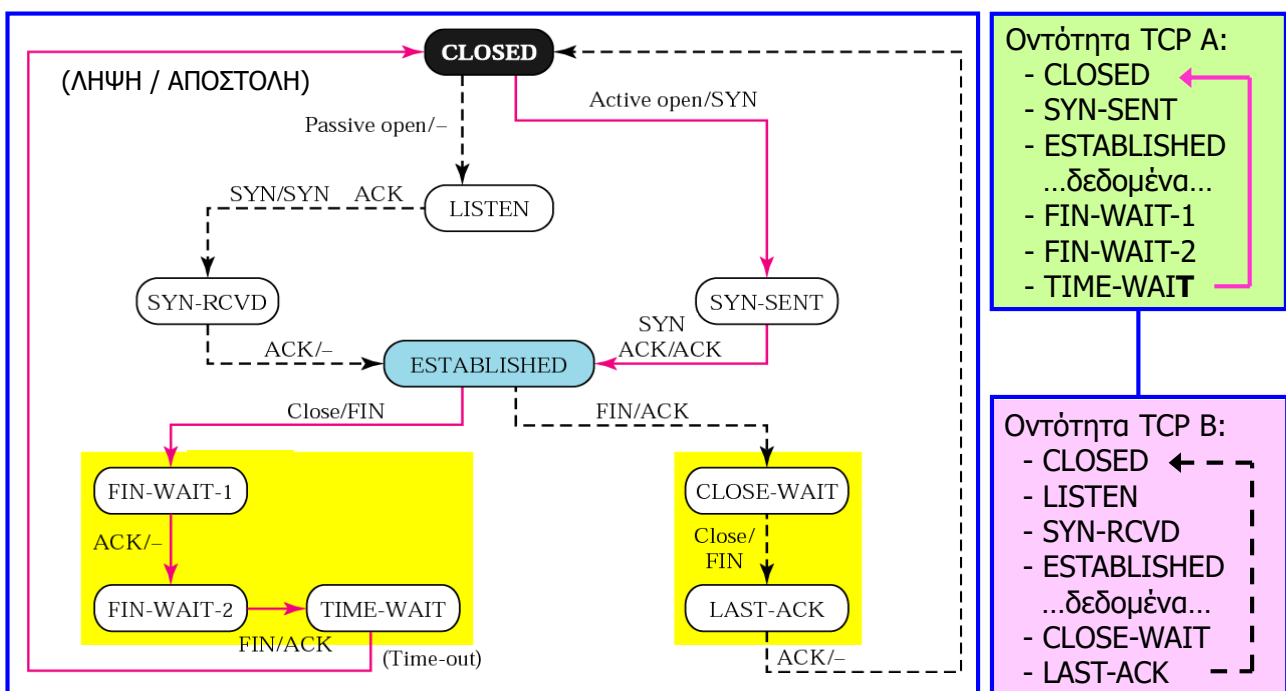 CLOSED
(ΛΗΨΗ / ΑΠΟΣΤΟΛΗ)
Active open/SYN
Passive open/–
SYN/SYN ACK
LISTEN
SYN-RCVD
SYN-SENT
SYN
ACK/ACK
ACK/–
ESTABLISHED
Close/FIN
FIN/ACK
FIN-WAIT-1
CLOSE-WAIT
ACK/–
Close/
FIN
FIN-WAIT-2
TIME-WAIT
LAST-ACK
FIN/ACK
(Time-out)
ACK/–
Οντότητα TCP A:
- CLOSED
- SYN-SENT
- ESTABLISHED
...δεδομένα...
- FIN-WAIT-1
- FIN-WAIT-2
- TIME-WAIT
Οντότητα TCP B:
- CLOSED
- LISTEN
- SYN-RCVD
- ESTABLISHED
...δεδομένα...
- CLOSE-WAIT
- LAST-ACK